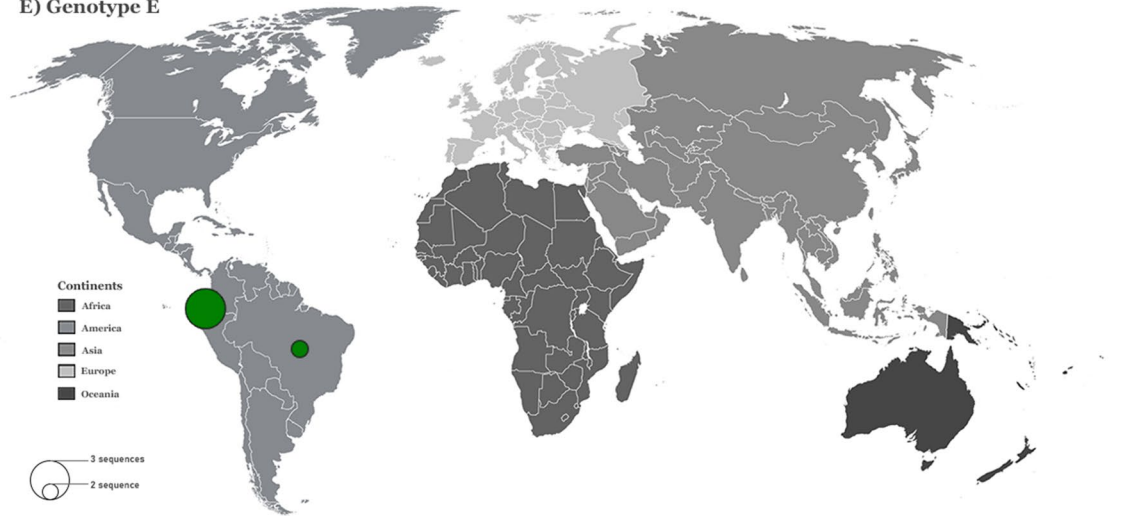 E) Genotype E
Continents
Africa
America
Asia
Europe
Oceania
3 sequences
2 sequence